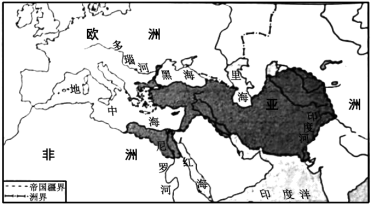 欧 洲
多瑙河
黑 海
里海
地中海
亚 洲
印度河
非 洲
尼罗河
红海
印 度 洋
帝国疆界
洲界